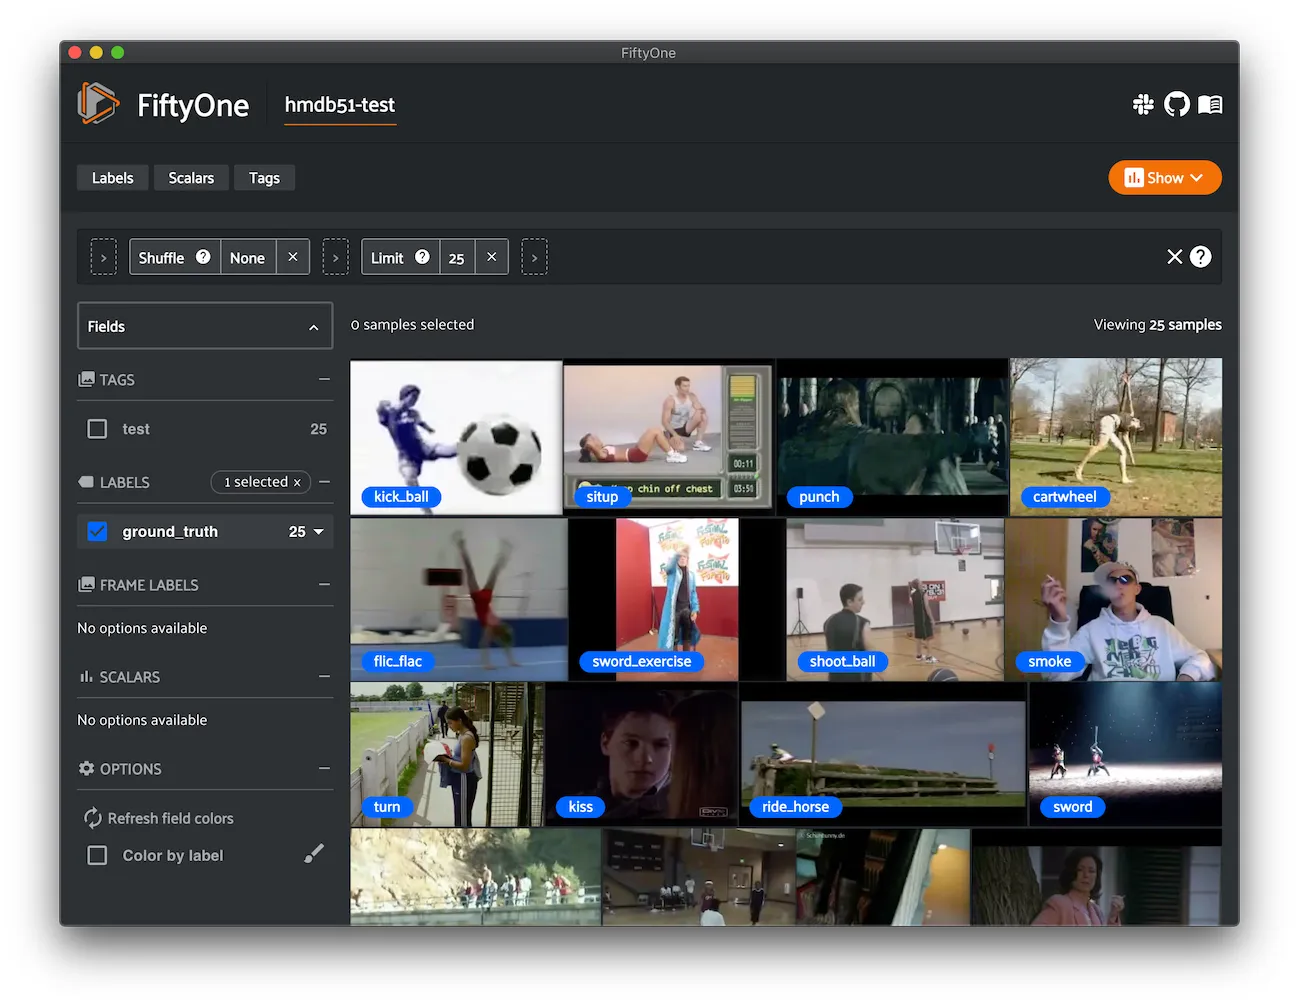 FiftyOne
FiftyOne
hmdb51-test
Labels
Scalars
Tags
Show
Shuffle ? None ×
Limit ? 25 ×
× ?
Fields
0 samples selected
Viewing 25 samples
TAGS
test 25
LABELS
1 selected ×
ground_truth 25
FRAME LABELS
No options available
SCALARS
No options available
OPTIONS
Refresh field colors
Color by label
kick_ball
00:11
chin off chest
03:51
situp
punch
cartwheel
flic_flac
sword_exercise
shoot_ball
smoke
turn
kiss
ride_horse
sword